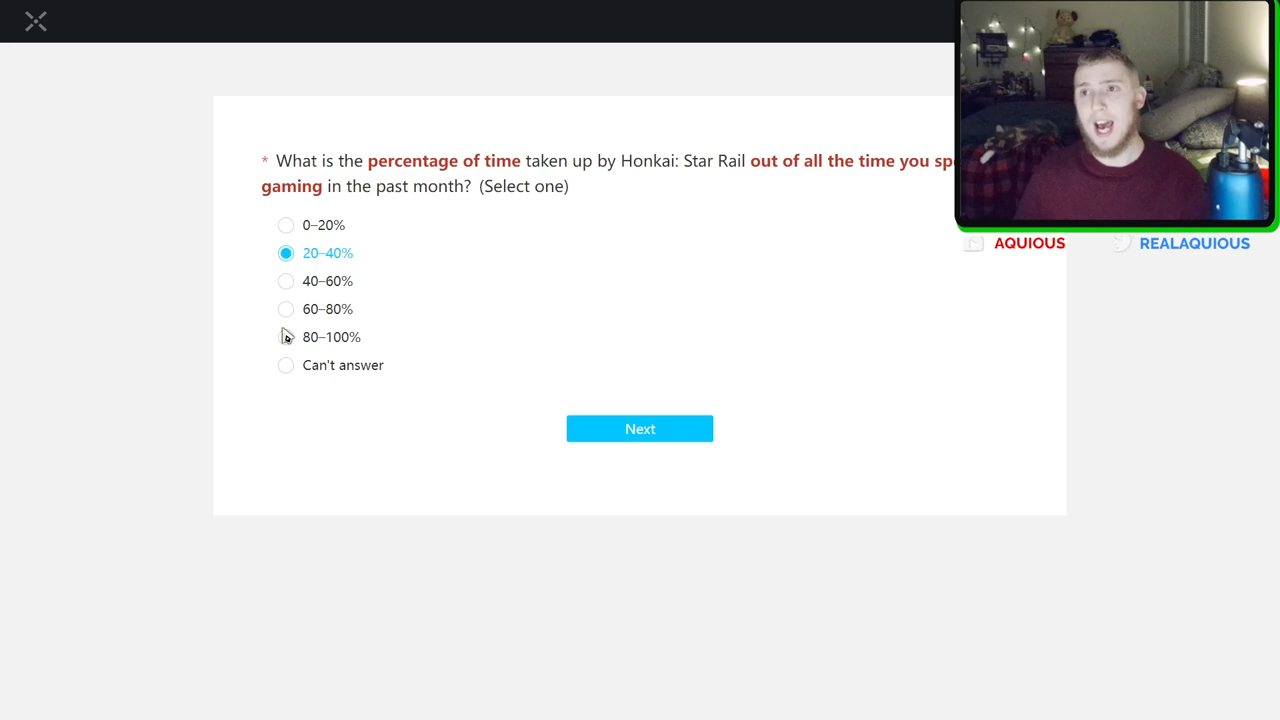 * What is the percentage of time taken up by Honkai: Star Rail out of all the time you
gaming in the past month? (Select one)
0–20%
20–40%
40–60%
60–80%
80–100%
Can't answer
Next
AQUIOUS
REALAQUIOUS